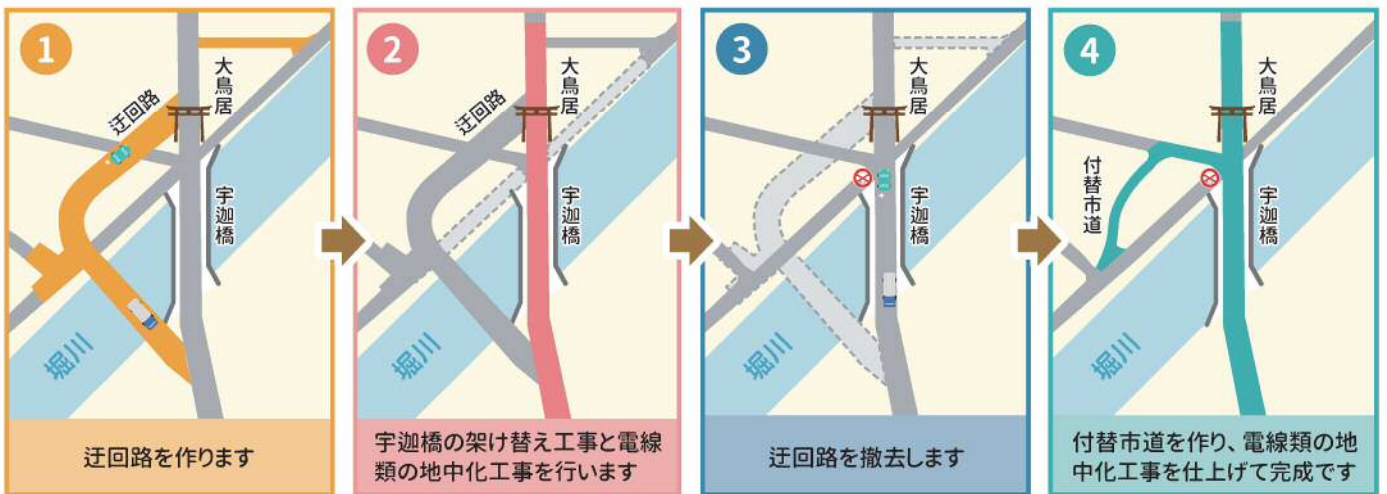 1
大鳥居
迂回路
宇迦橋
堀川
迂回路を作ります
2
大鳥居
迂回路
宇迦橋
堀川
宇迦橋の架け替え工事と電線
類の地中化工事を行います
3
大鳥居
宇迦橋
堀川
迂回路を撤去します
4
大鳥居
付替市道
宇迦橋
堀川
付替市道を作り、電線類の地
中化工事を仕上げて完成です